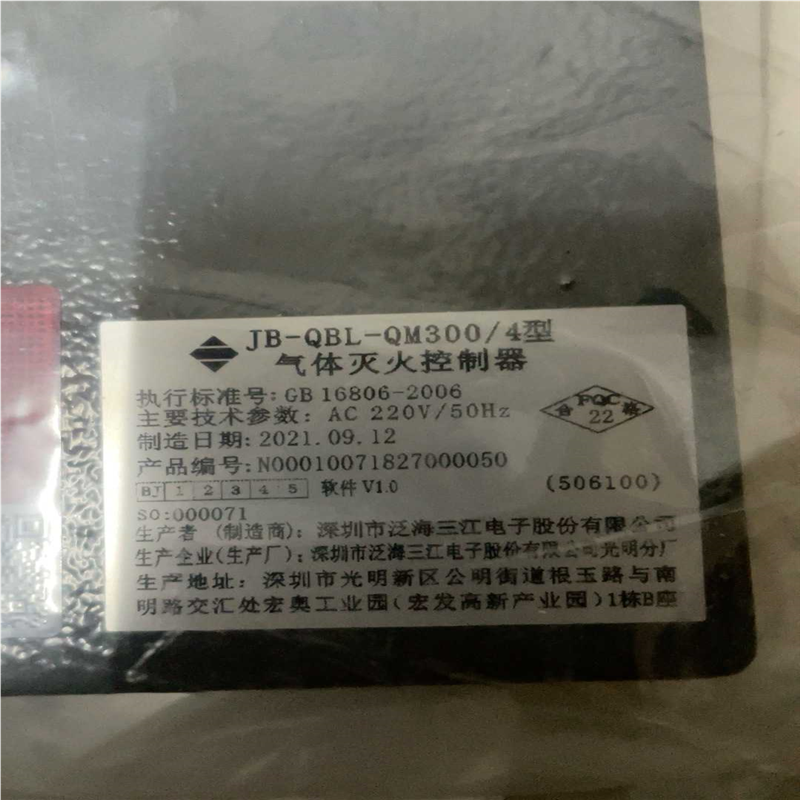 JB-QBL-QM300/4型
气体灭火控制器
执行标准号: GB 16806-2006
主要技术参数: AC 220V/50Hz
制造日期: 2021.09.12
合 FQC 格
22
产品编号: N00010071827000050
BJ 1 2 3 4 5 软件 V1.0 (506100)
SO:000071
生产者 (制造商): 深圳市泛海三江电子股份有限公司
生产企业(生产厂): 深圳市泛海三江电子股份有限公司光明分厂
生产地址: 深圳市光明新区公明街道根玉路与南
明路交汇处宏奥工业园(宏发高新产业园)1栋B座